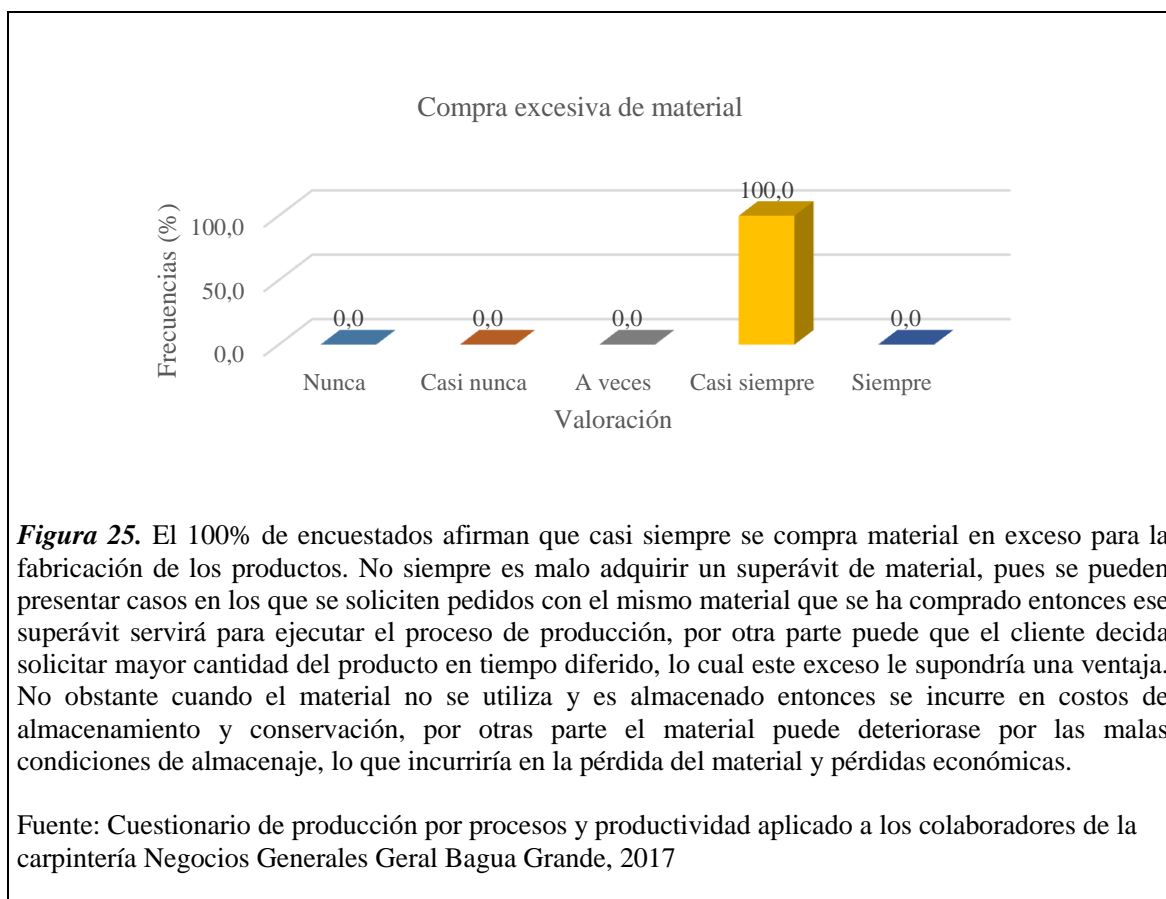 Compra excesiva de material
100,0
100,0
Frecuencias (%)
50,0
0,0
0,0
0,0
0,0
0,0
Nunca
Casi nunca
A veces
Casi siempre
Siempre
Valoración
Figura 25. El 100% de encuestados afirman que casi siempre se compra material en exceso para la
fabricación de los productos. No siempre es malo adquirir un superávit de material, pues se pueden
presentar casos en los que se soliciten pedidos con el mismo material que se ha comprado entonces ese
superávit servirá para ejecutar el proceso de producción, por otra parte puede que el cliente decida
solicitar mayor cantidad del producto en tiempo diferido, lo cual este exceso le supondría una ventaja.
No obstante cuando el material no se utiliza y es almacenado entonces se incurre en costos de
almacenamiento y conservación, por otras parte el material puede deteriorase por las malas
condiciones de almacenaje, lo que incurriría en la pérdida del material y pérdidas económicas.
Fuente: Cuestionario de producción por procesos y productividad aplicado a los colaboradores de la
carpintería Negocios Generales Geral Bagua Grande, 2017